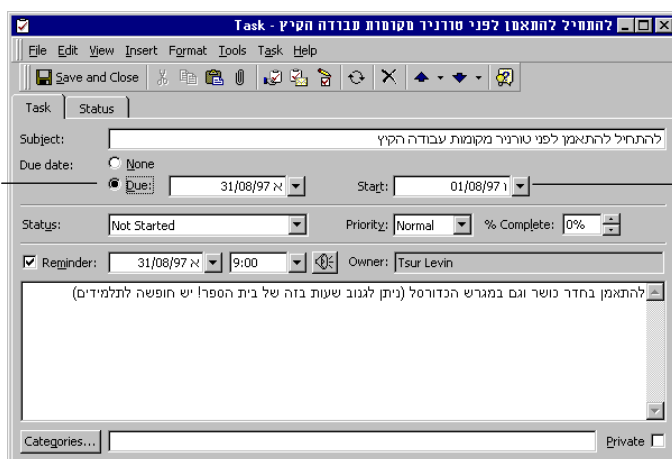 להתחיל להתאמן לפני טורניר מקומות עבודה הקיץ - Task
File Edit View Insert Format Tools Task Help
Save and Close
Task Status
Subject: להתחיל להתאמן לפני טורניר מקומות עבודה הקיץ
Due date: None
Due: א 31/08/97 Start: ו 01/08/97
Status: Not Started Priority: Normal % Complete: 0%
Reminder: א 31/08/97 9:00 Owner: Tsur Levin
להתאמן בחדר כושר וגם במגרש הכדורסל (ניתן לגנוב שעות בזה של בית הספר! יש חופשה לתלמידים)
Categories... Private